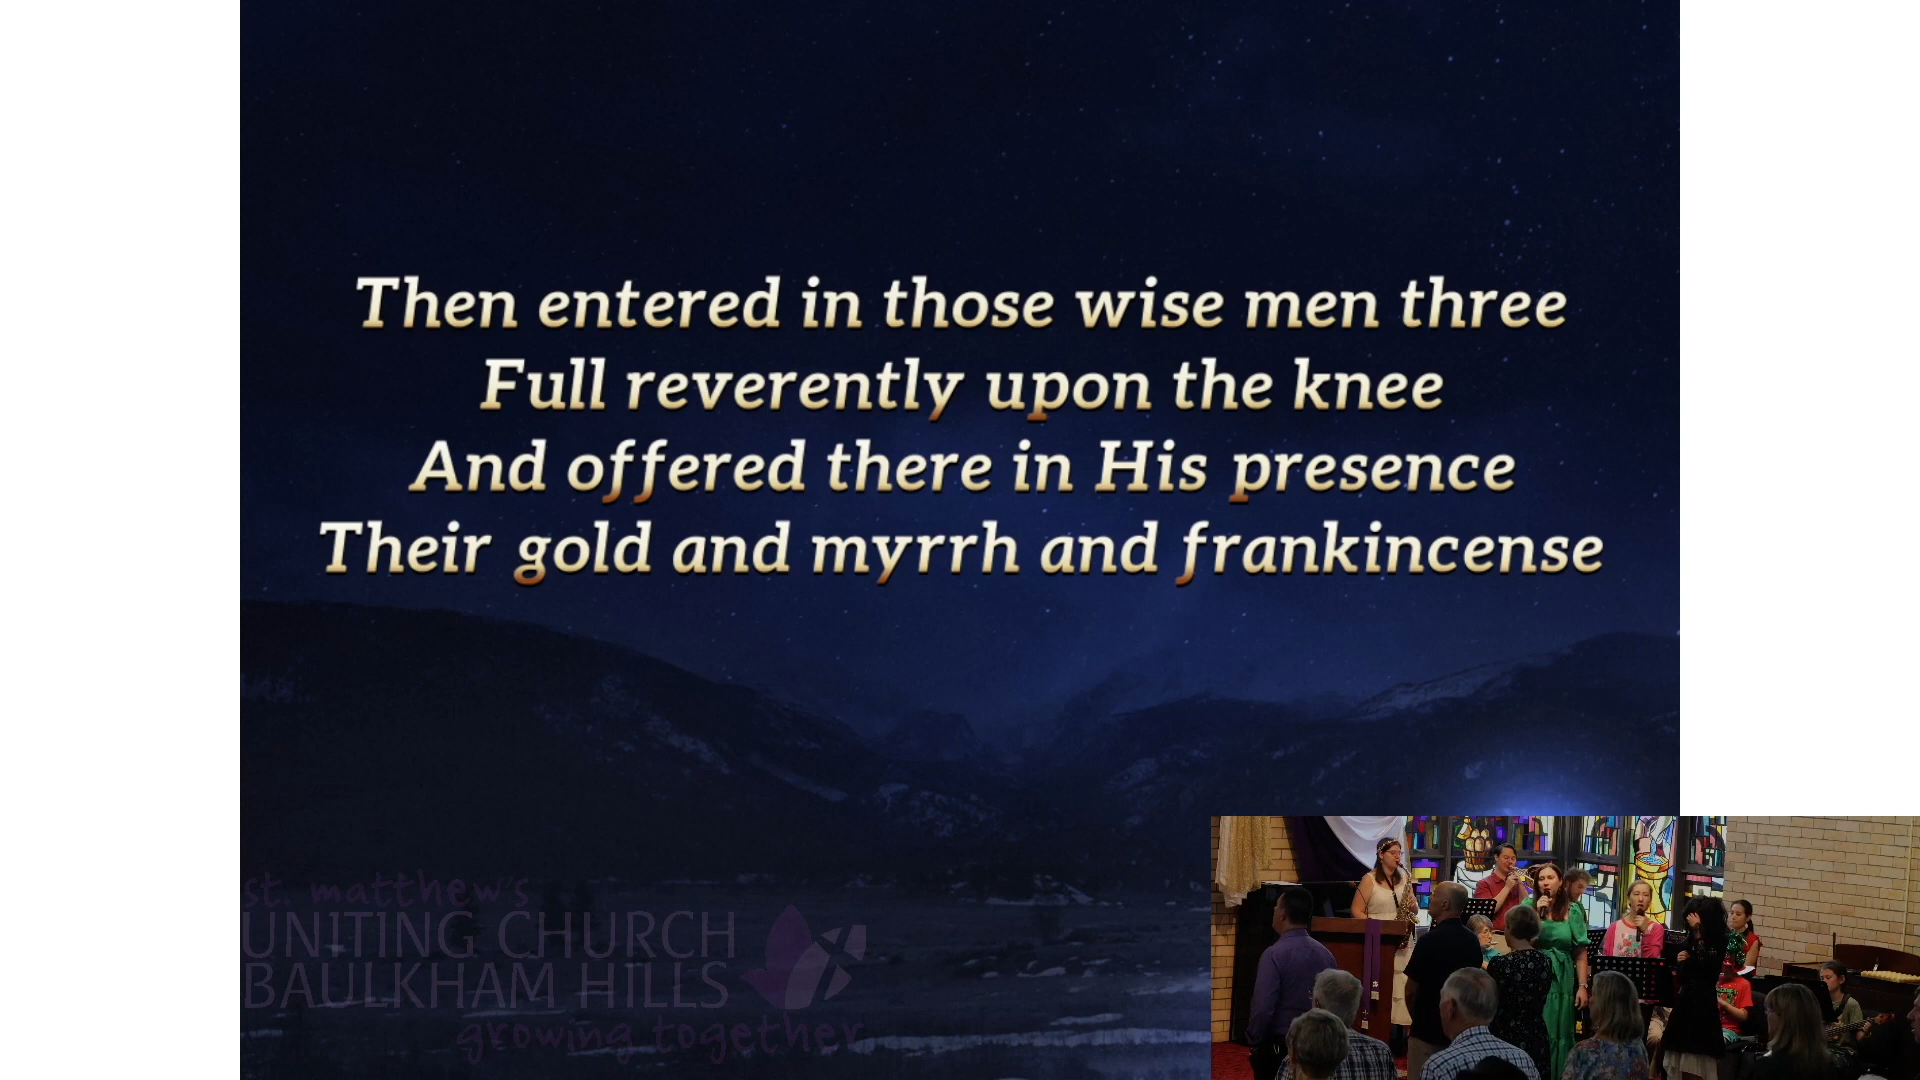 Then entered in those wise men three
Full reverently upon the knee
And offered there in His presence
Their gold and myrrh and frankincense
st. matthew's
UNITING CHURCH
BAULKHAM HILLS
growing together